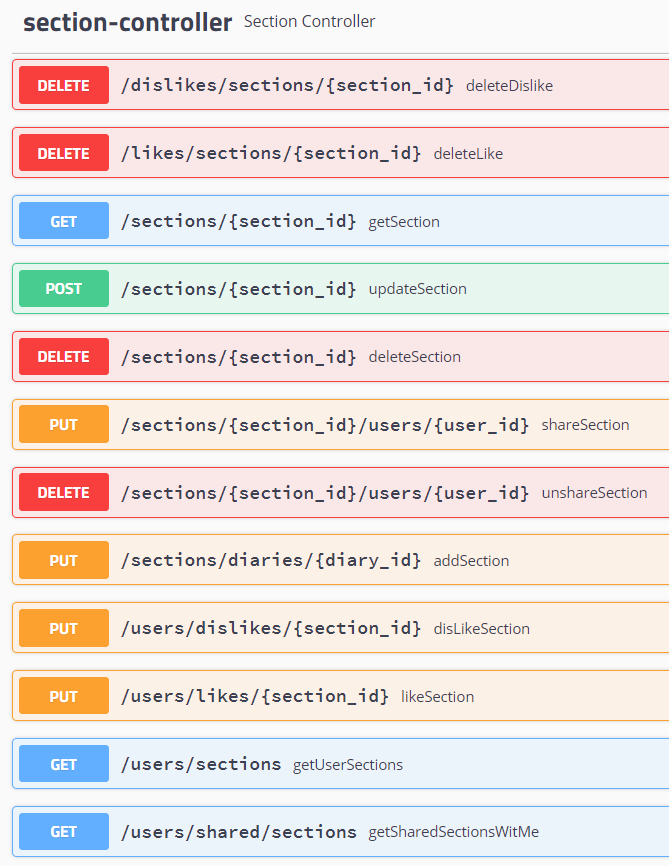 section-controller Section Controller
DELETE /dislikes/sections/{section_id} deleteDislike
DELETE /likes/sections/{section_id} deleteLike
GET /sections/{section_id} getSection
POST /sections/{section_id} updateSection
DELETE /sections/{section_id} deleteSection
PUT /sections/{section_id}/users/{user_id} shareSection
DELETE /sections/{section_id}/users/{user_id} unshareSection
PUT /sections/diaries/{diary_id} addSection
PUT /users/dislikes/{section_id} disLikeSection
PUT /users/likes/{section_id} likeSection
GET /users/sections getUserSections
GET /users/shared/sections getSharedSectionsWitMe